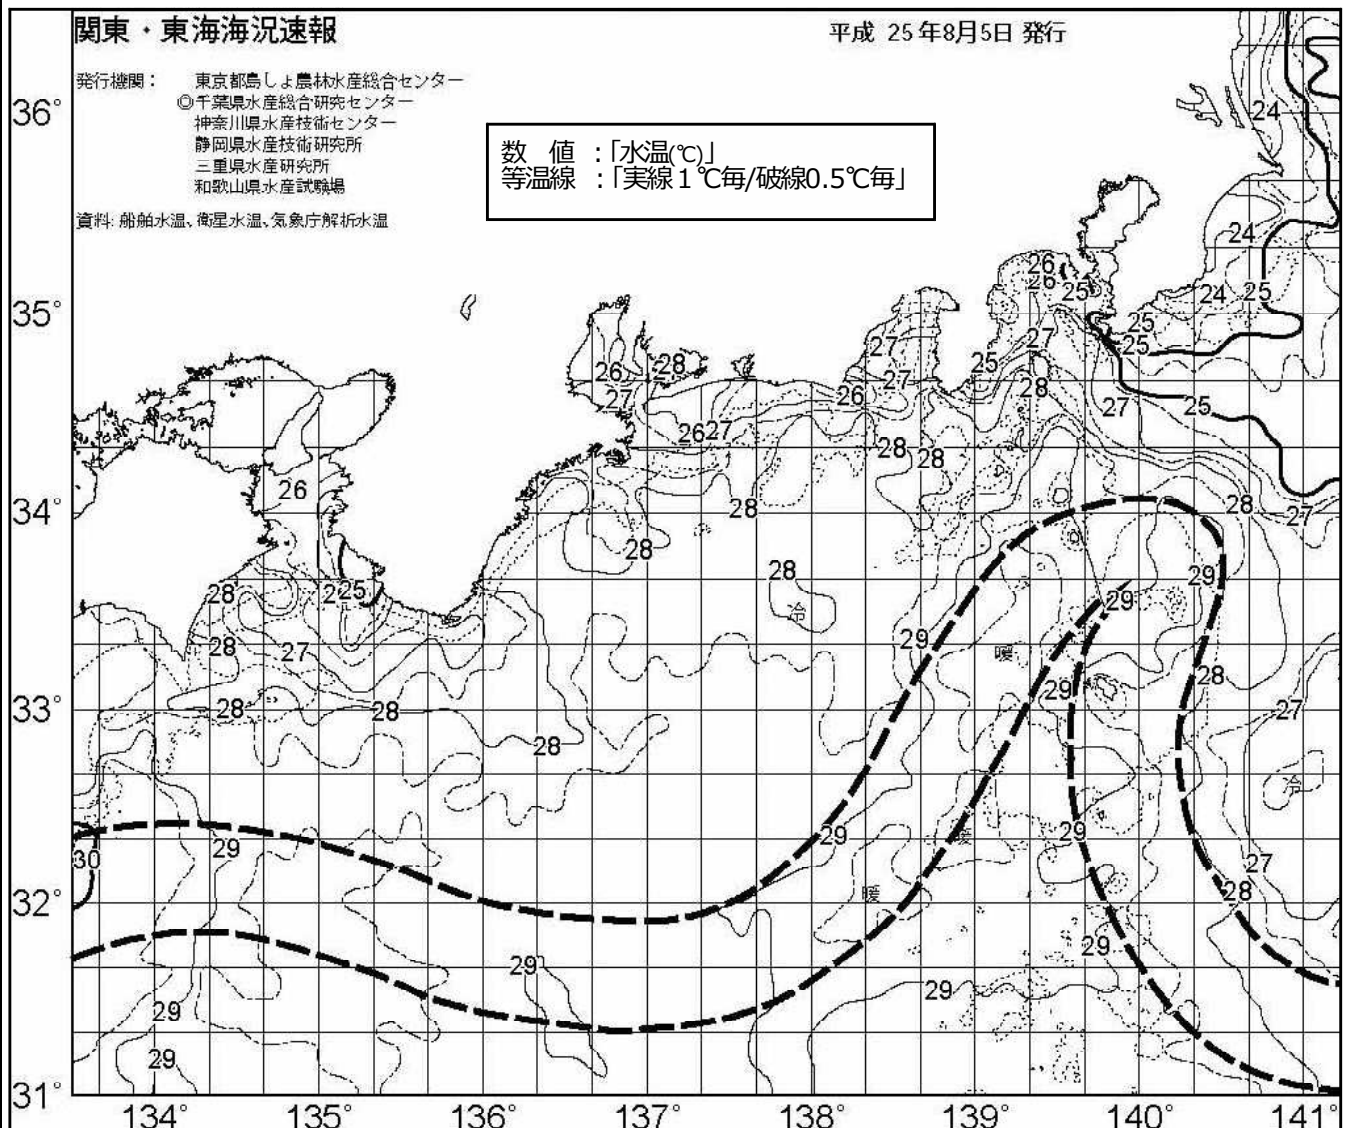 関東・東海海況速報
平成 25年8月5日 発行
発行機関： 東京都島しょ農林水産総合センター
◎千葉県水産総合研究センター
神奈川県水産技術センター
静岡県水産技術研究所
三重県水産研究所
和歌山県水産試験場
資料: 船舶水温、衛星水温、気象庁解析水温
数 値 ：「水温(℃)」
等温線 ：「実線１℃毎/破線0.5℃毎」
36°
24
24
26
26 25
24 25
35°
25
27 27 25
28 25
26 27 28
27 26 28 27 25
26 27
28 28
26
34° 28 28 27
28
28 29
28 25 冷 29
28 27 29 暖
28
29
33° 28 28 27
28
冷
29 29
30 29 暖 27
32° 暖 28
29
29
29
29
29
31°
134° 135° 136° 137° 138° 139° 140° 141°